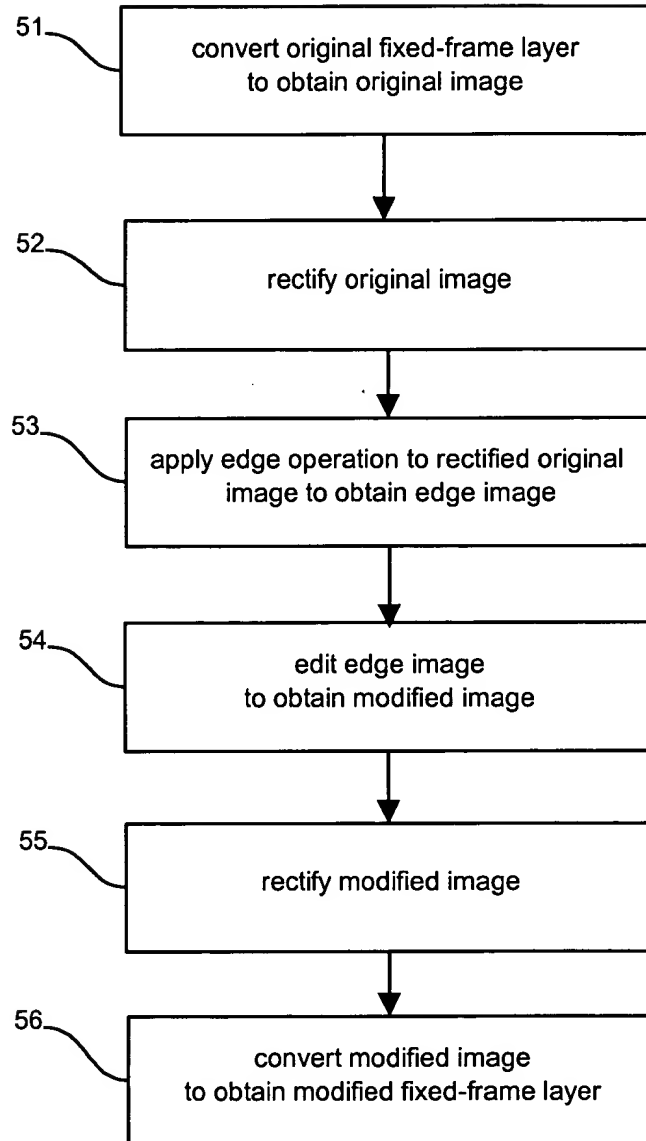 51
convert original fixed-frame layer
to obtain original image
52
rectify original image
53
apply edge operation to rectified original
image to obtain edge image
54
edit edge image
to obtain modified image
55
rectify modified image
56
convert modified image
to obtain modified fixed-frame layer